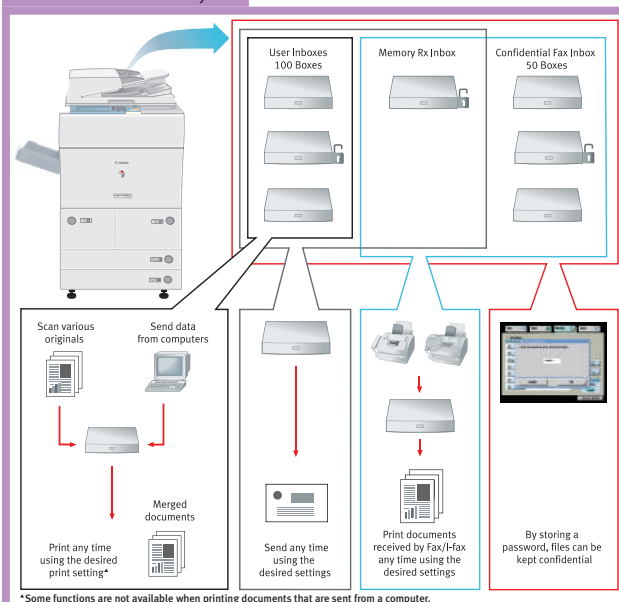 User Inboxes
100 Boxes
Memory Rx Inbox
Confidential Fax Inbox
50 Boxes
Canon
Scan various
originals
Send data
from computers
Merged
documents
Print any time
using the desired
print setting▲
Send any time
using the
desired settings
Print documents
received by Fax/I-fax
any time using the
desired settings
By storing a
password, files can be
kept confidential
▲Some functions are not available when printing documents that are sent from a computer.